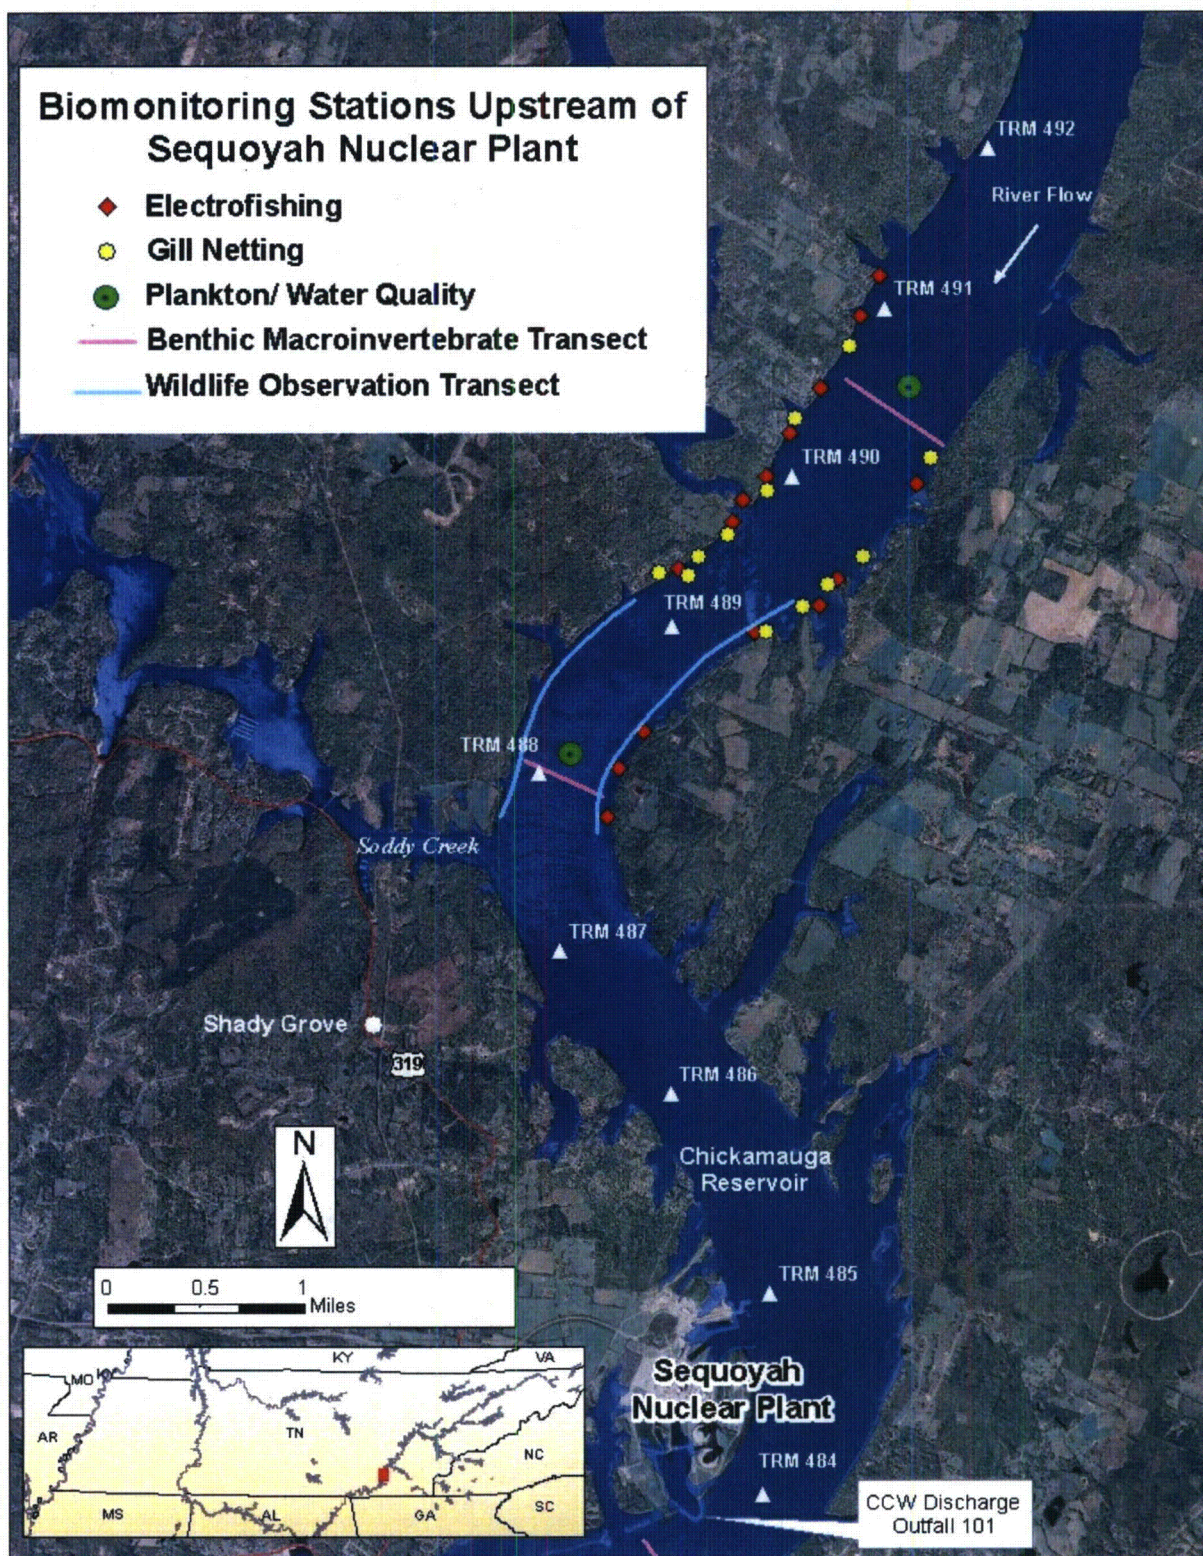 Biomonitoring Stations Upstream of
Sequoyah Nuclear Plant
Electrofishing
Gill Netting
Plankton/ Water Quality
Benthic Macroinvertebrate Transect
Wildlife Observation Transect
TRM 492
River Flow
TRM 491
TRM 490
TRM 489
TRM 488
Soddy Creek
TRM 487
Shady Grove
319
TRM 486
N
Chickamauga
Reservoir
0 0.5 1
Miles
TRM 485
Sequoyah
Nuclear Plant
TRM 484
CCW Discharge
Outfall 101
KY
VA
MO
KY
AR
TN
NC
MS
AL
GA
SC